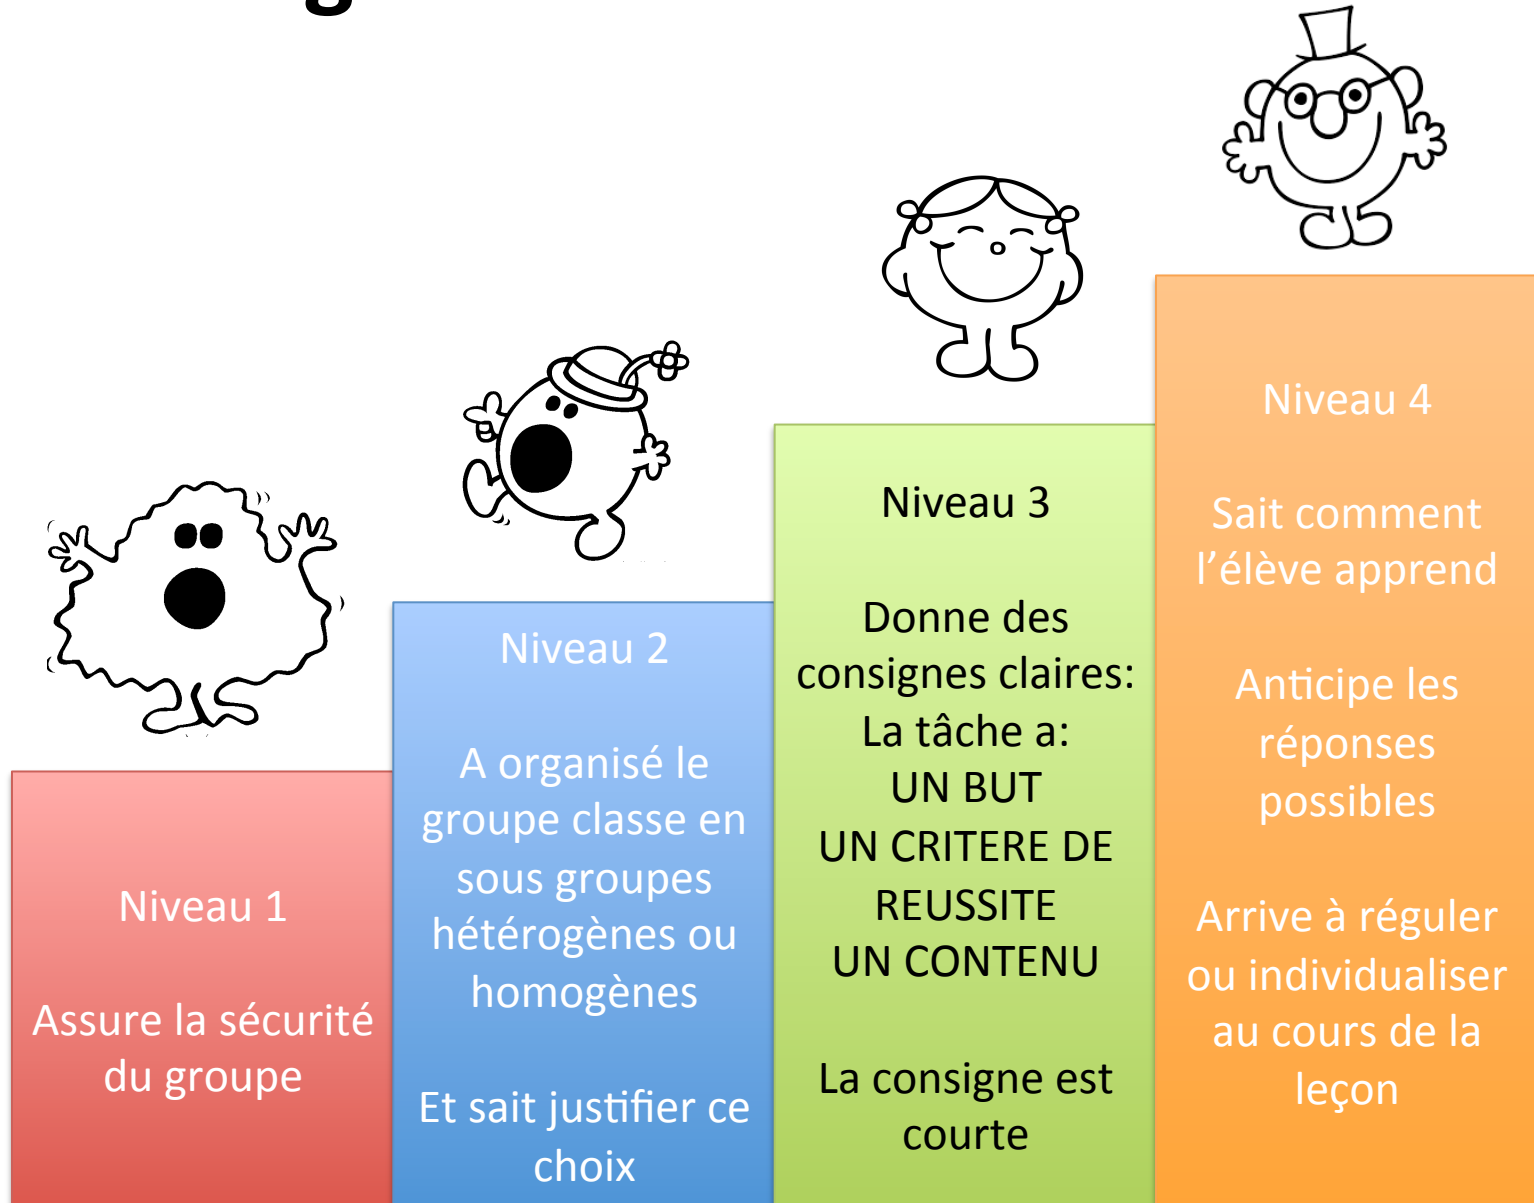 Niveau 1
Assure la sécurité
du groupe
Niveau 2
A organisé le
groupe classe en
sous groupes
hétérogènes ou
homogènes
Et sait justifier ce
choix
Niveau 3
Donne des
consignes claires:
La tâche a:
UN BUT
UN CRITERE DE
REUSSITE
UN CONTENU
La consigne est
courte
Niveau 4
Sait comment
l’élève apprend
Anticipe les
réponses
possibles
Arrive à réguler
ou individualiser
au cours de la
leçon